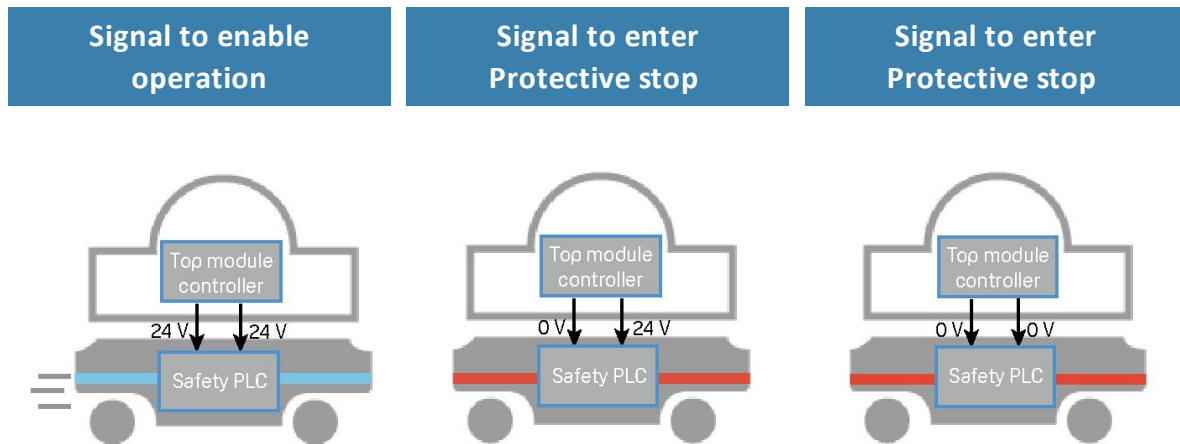 Signal to enable
operation
Signal to enter
Protective stop
Signal to enter
Protective stop
Top module
controller
24 V
24 V
Safety PLC
Top module
controller
0 V
24 V
Safety PLC
Top module
controller
0 V
0 V
Safety PLC